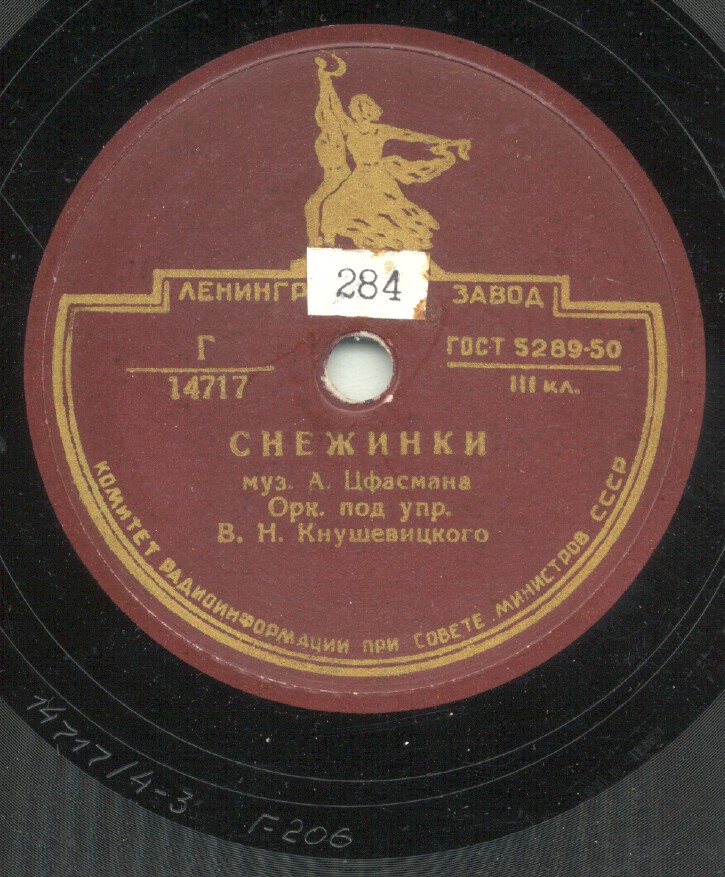 284
ЛЕНИНГР ЗАВОД
Г
14717
ГОСТ 5289-50
III КЛ.
СНЕЖИНКИ
муз. А. Цфасмана
Орк. под упр.
В. Н. Кнушевицкого
КОМИТЕТ РАДИОИНФОРМАЦИИ ПРИ СОВЕТЕ МИНИСТРОВ СССР
14717/4-3 Г-206